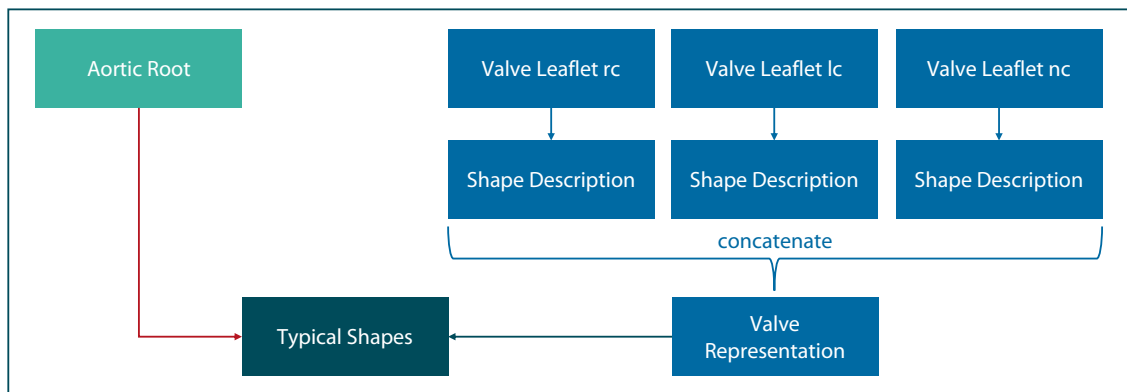 Aortic Root
Valve Leaflet rc
Valve Leaflet lc
Valve Leaflet nc
Shape Description
Shape Description
Shape Description
concatenate
Typical Shapes
Valve
Representation